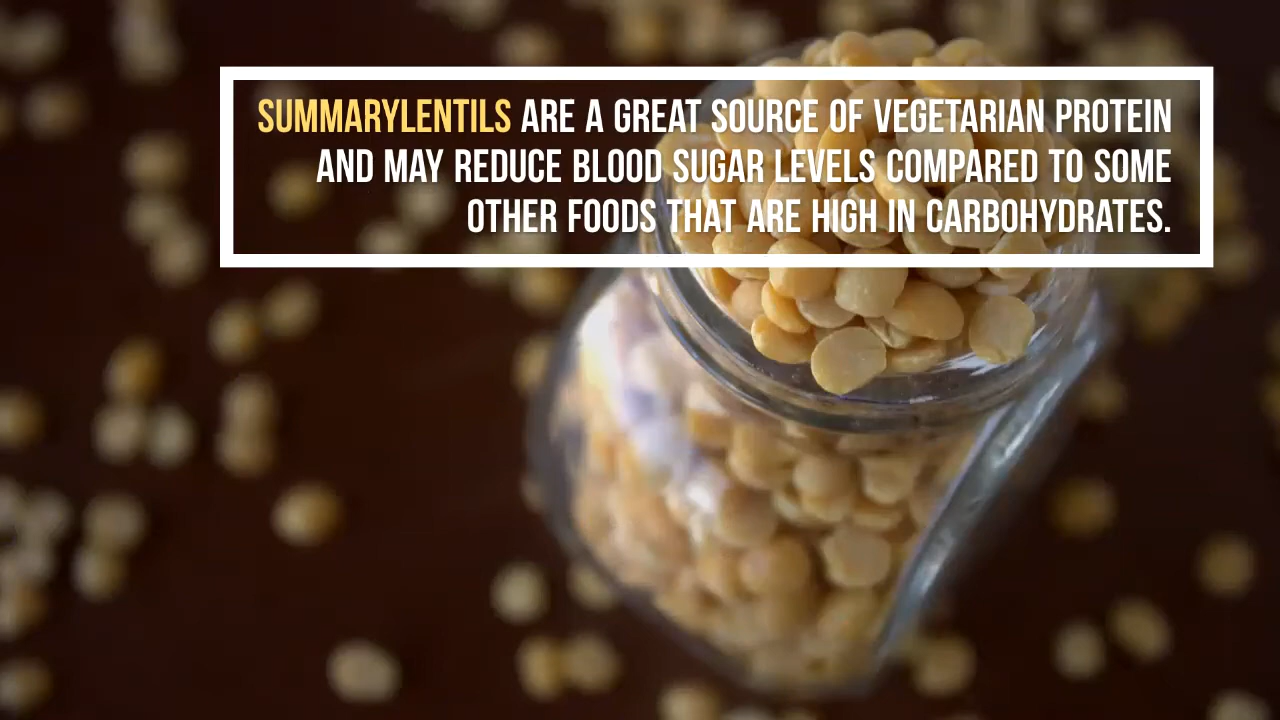 SUMMARYLENTILS ARE A GREAT SOURCE OF VEGETARIAN PROTEIN
AND MAY REDUCE BLOOD SUGAR LEVELS COMPARED TO SOME
OTHER FOODS THAT ARE HIGH IN CARBOHYDRATES.